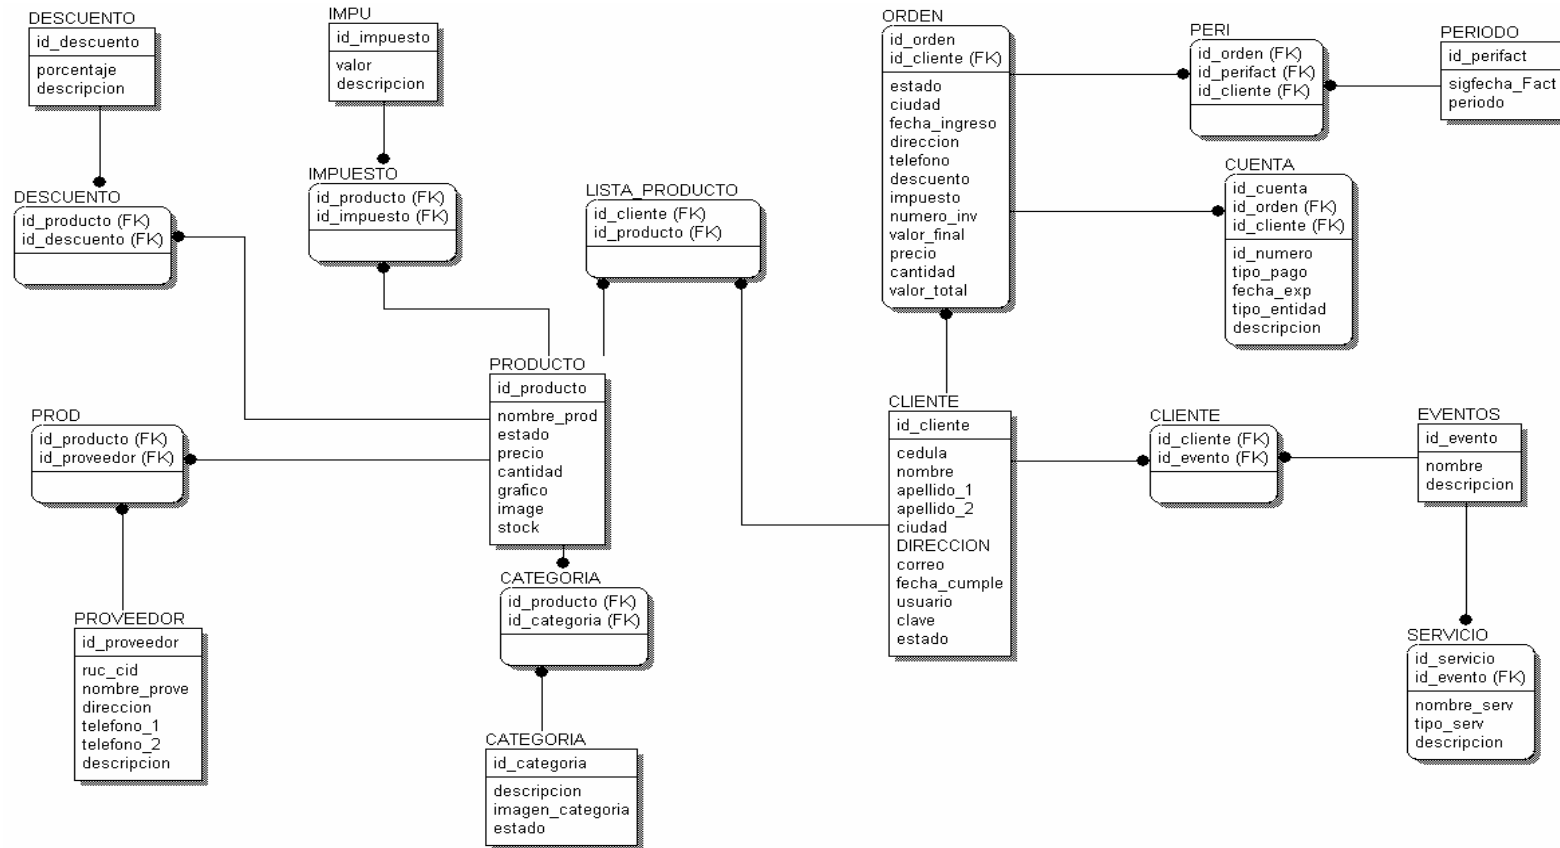 DESCUENTO
id_descuento
porcentaje
descripcion
IMPU
id_impuesto
valor
descripcion
ORDEN
id_orden
id_cliente (FK)
estado
ciudad
fecha_ingreso
direccion
telefono
descuento
impuesto
numero_inv
valor_final
precio
cantidad
valor_total
PERI
id_orden (FK)
id_perifact (FK)
id_cliente (FK)
PERIODO
id_perifact
sigfecha_Fact
periodo
DESCUENTO
id_producto (FK)
id_descuento (FK)
IMPUESTO
id_producto (FK)
id_impuesto (FK)
LISTA_PRODUCTO
id_cliente (FK)
id_producto (FK)
CUENTA
id_cuenta
id_orden (FK)
id_cliente (FK)
id_numero
tipo_pago
fecha_exp
tipo_entidad
descripcion
PRODUCTO
id_producto
nombre_prod
estado
precio
cantidad
grafico
image
stock
PROD
id_producto (FK)
id_proveedor (FK)
CLIENTE
id_cliente
cedula
nombre
apellido_1
apellido_2
ciudad
DIRECCION
correo
fecha_cumple
usuario
clave
estado
CLIENTE
id_cliente (FK)
id_evento (FK)
EVENTOS
id_evento
nombre
descripcion
CATEGORIA
id_producto (FK)
id_categoria (FK)
PROVEEDOR
id_proveedor
ruc_cid
nombre_prove
direccion
telefono_1
telefono_2
descripcion
SERVICIO
id_servicio
id_evento (FK)
nombre_serv
tipo_serv
descripcion
CATEGORIA
id_categoria
descripcion
imagen_categoria
estado